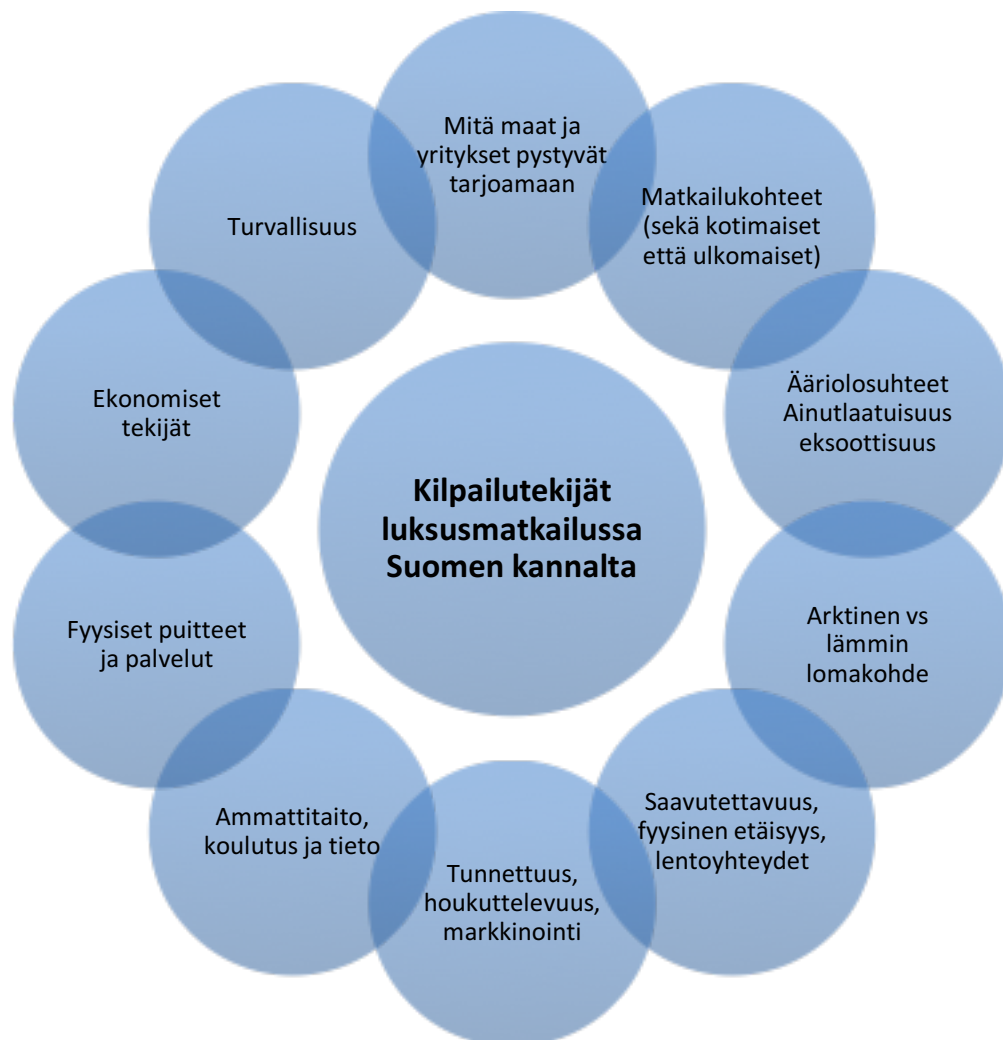 Mitä maat ja
yritykset pystyvät
tarjoamaan
Matkailukohteet
(sekä kotimaiset
että ulkomaiset)
Ääriolosuhteet
Ainutlaatuisuus
eksoottisuus
Arktinen vs
lämmin
lomakohde
Saavutettavuus,
fyysinen etäisyys,
lentoyhteydet
Tunnettuus,
houkuttelevuus,
markkinointi
Ammattitaito,
koulutus ja tieto
Fyysiset puitteet
ja palvelut
Ekonomiset
tekijät
Turvallisuus
Kilpailutekijät
luksusmatkailussa
Suomen kannalta